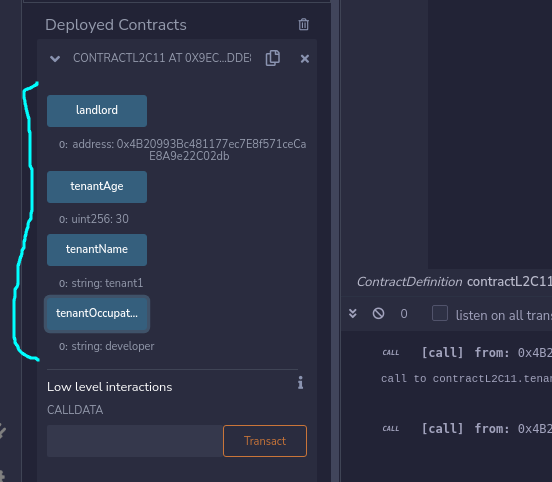 Deployed Contracts
CONTRACTL2C11 AT 0X9EC...DDE
landlord
0: address: 0x4B20993Bc481177ec7E8f571ceCa
E8A9e22C02db
tenantAge
0: uint256: 30
tenantName
0: string: tenant1
tenantOccupat...
0: string: developer
Low level interactions
i
CALLDATA
Transact
ContractDefinition contractL2C11
0
listen on all trans
CALL [call] from: 0x4B2
call to contractL2C11.tenan
CALL [call] from: 0x4B2